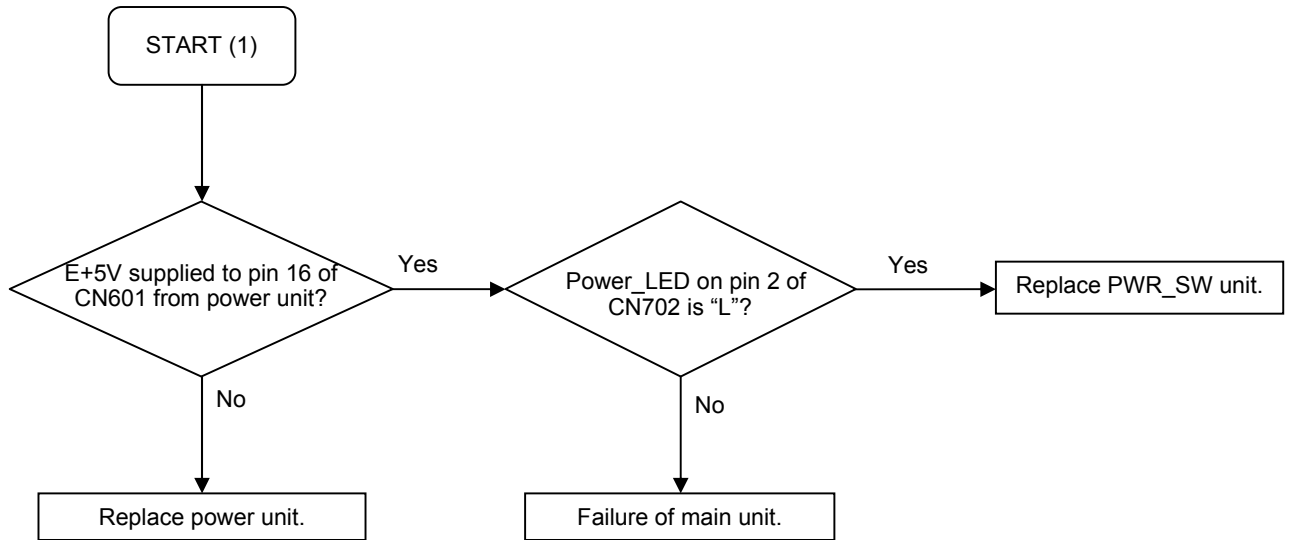 START (1)
E+5V supplied to pin 16 of
CN601 from power unit?
Yes
Power_LED on pin 2 of
CN702 is “L”?
Yes
Replace PWR_SW unit.
No
No
Replace power unit.
Failure of main unit.